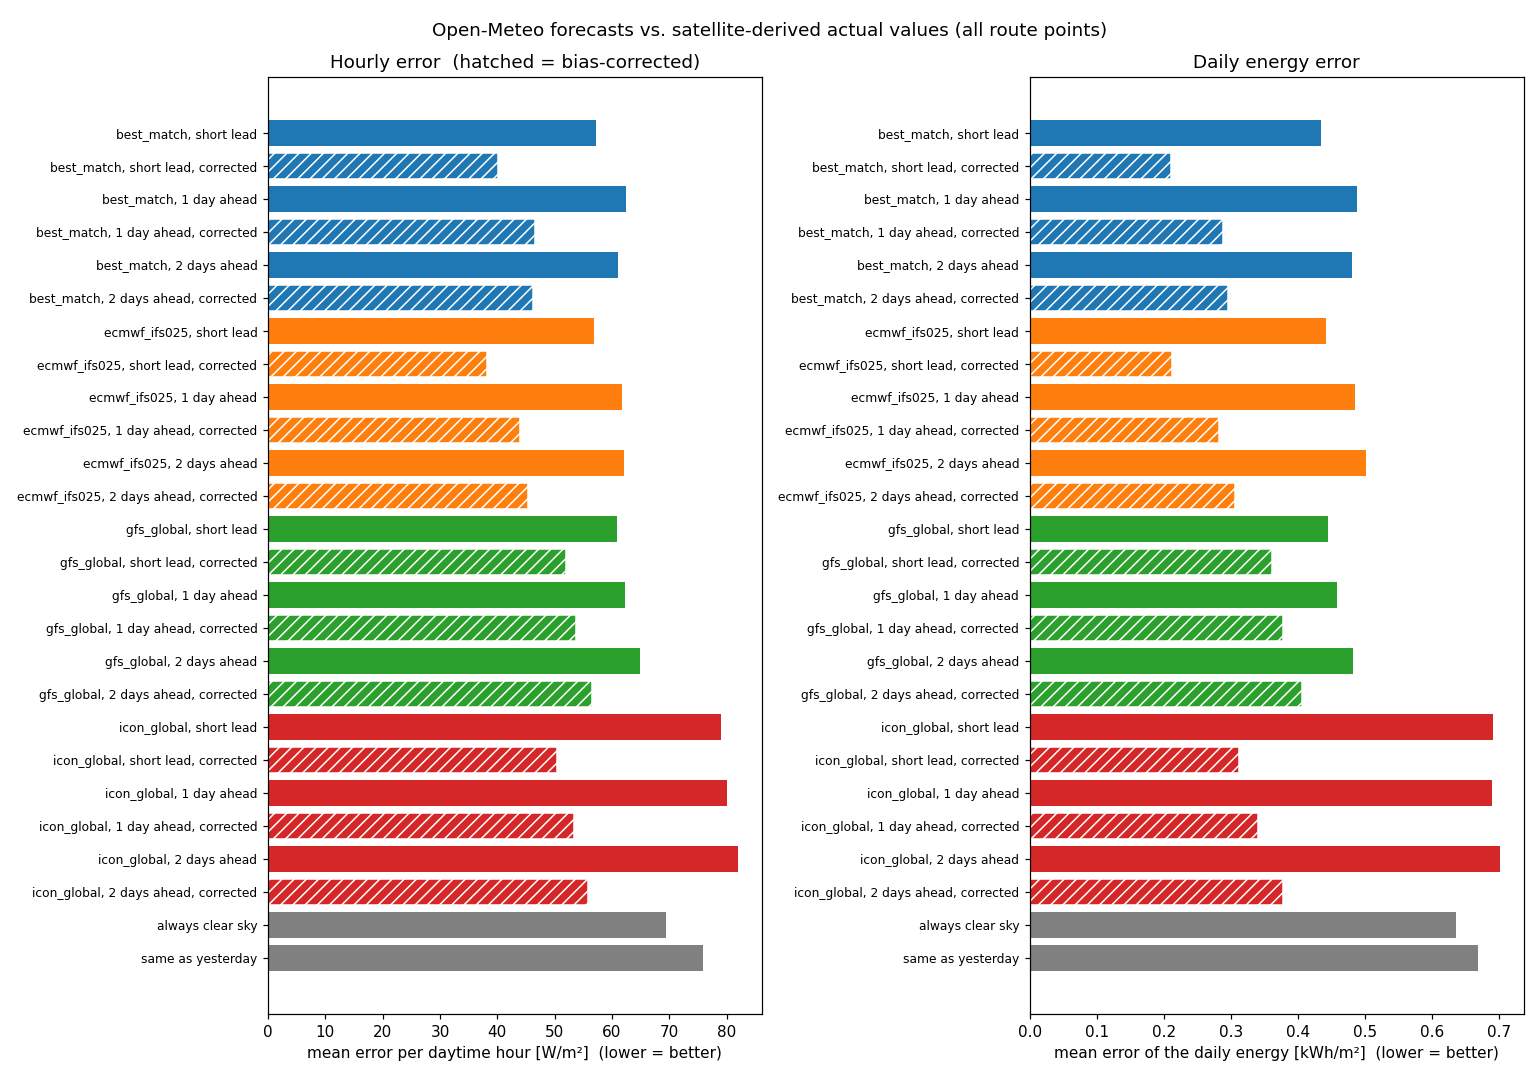 Open-Meteo forecasts vs. satellite-derived actual values (all route points)
Hourly error  (hatched = bias-corrected)
best_match, short lead
best_match, short lead, corrected
best_match, 1 day ahead
best_match, 1 day ahead, corrected
best_match, 2 days ahead
best_match, 2 days ahead, corrected
ecmwf_ifs025, short lead
ecmwf_ifs025, short lead, corrected
ecmwf_ifs025, 1 day ahead
ecmwf_ifs025, 1 day ahead, corrected
ecmwf_ifs025, 2 days ahead
ecmwf_ifs025, 2 days ahead, corrected
gfs_global, short lead
gfs_global, short lead, corrected
gfs_global, 1 day ahead
gfs_global, 1 day ahead, corrected
gfs_global, 2 days ahead
gfs_global, 2 days ahead, corrected
icon_global, short lead
icon_global, short lead, corrected
icon_global, 1 day ahead
icon_global, 1 day ahead, corrected
icon_global, 2 days ahead
icon_global, 2 days ahead, corrected
always clear sky
same as yesterday
0 10 20 30 40 50 60 70 80
mean error per daytime hour [W/m²]  (lower = better)
Daily energy error
best_match, short lead
best_match, short lead, corrected
best_match, 1 day ahead
best_match, 1 day ahead, corrected
best_match, 2 days ahead
best_match, 2 days ahead, corrected
ecmwf_ifs025, short lead
ecmwf_ifs025, short lead, corrected
ecmwf_ifs025, 1 day ahead
ecmwf_ifs025, 1 day ahead, corrected
ecmwf_ifs025, 2 days ahead
ecmwf_ifs025, 2 days ahead, corrected
gfs_global, short lead
gfs_global, short lead, corrected
gfs_global, 1 day ahead
gfs_global, 1 day ahead, corrected
gfs_global, 2 days ahead
gfs_global, 2 days ahead, corrected
icon_global, short lead
icon_global, short lead, corrected
icon_global, 1 day ahead
icon_global, 1 day ahead, corrected
icon_global, 2 days ahead
icon_global, 2 days ahead, corrected
always clear sky
same as yesterday
0.0 0.1 0.2 0.3 0.4 0.5 0.6 0.7
mean error of the daily energy [kWh/m²]  (lower = better)